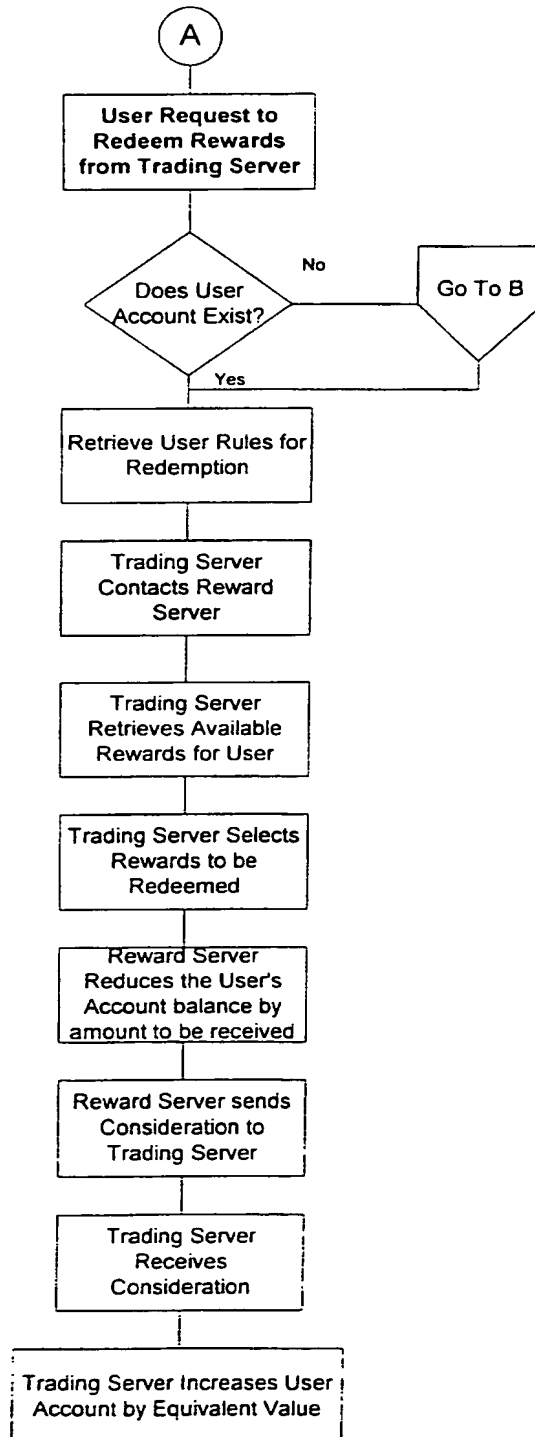 A
User Request to
Redeem Rewards
from Trading Server
Does User
Account Exist?
No
Go To B
Yes
Retrieve User Rules for
Redemption
Trading Server
Contacts Reward
Server
Trading Server
Retrieves Available
Rewards for User
Trading Server Selects
Rewards to be
Redeemed
Reward Server
Reduces the User's
Account balance by
amount to be received
Reward Server sends
Consideration to
Trading Server
Trading Server
Receives
Consideration
Trading Server Increases User
Account by Equivalent Value